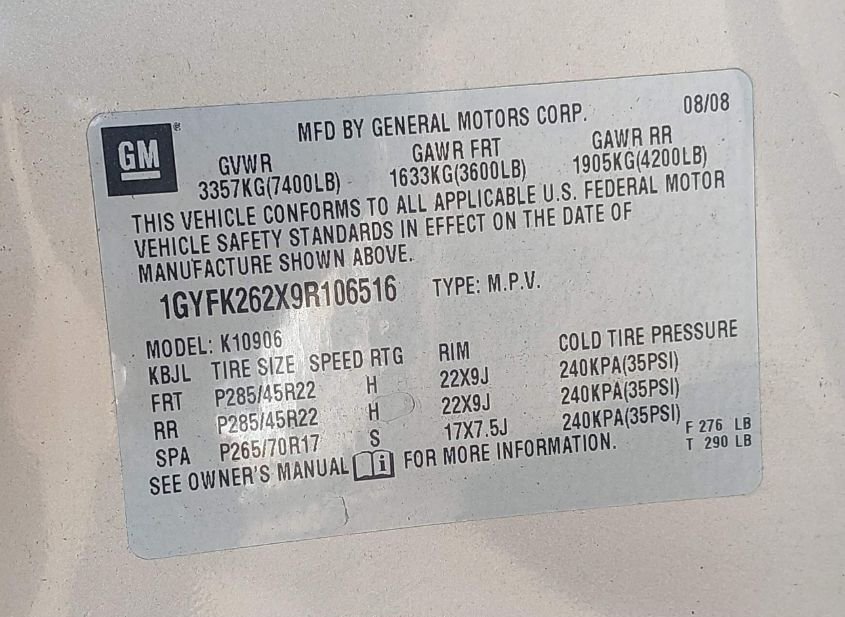 GM® MFD BY GENERAL MOTORS CORP. 08/08
GVWR GAWR FRT GAWR RR
3357KG(7400LB) 1633KG(3600LB) 1905KG(4200LB)
THIS VEHICLE CONFORMS TO ALL APPLICABLE U.S. FEDERAL MOTOR
VEHICLE SAFETY STANDARDS IN EFFECT ON THE DATE OF
MANUFACTURE SHOWN ABOVE.
1GYFK262X9R106516 TYPE: M.P.V.
MODEL: K10906
KBJL TIRE SIZE SPEED RTG RIM COLD TIRE PRESSURE
FRT P285/45R22 H 22X9J 240KPA(35PSI)
RR P285/45R22 H 22X9J 240KPA(35PSI)
SPA P265/70R17 S 17X7.5J 240KPA(35PSI) F 276 LB
SEE OWNER'S MANUAL i FOR MORE INFORMATION. T 290 LB